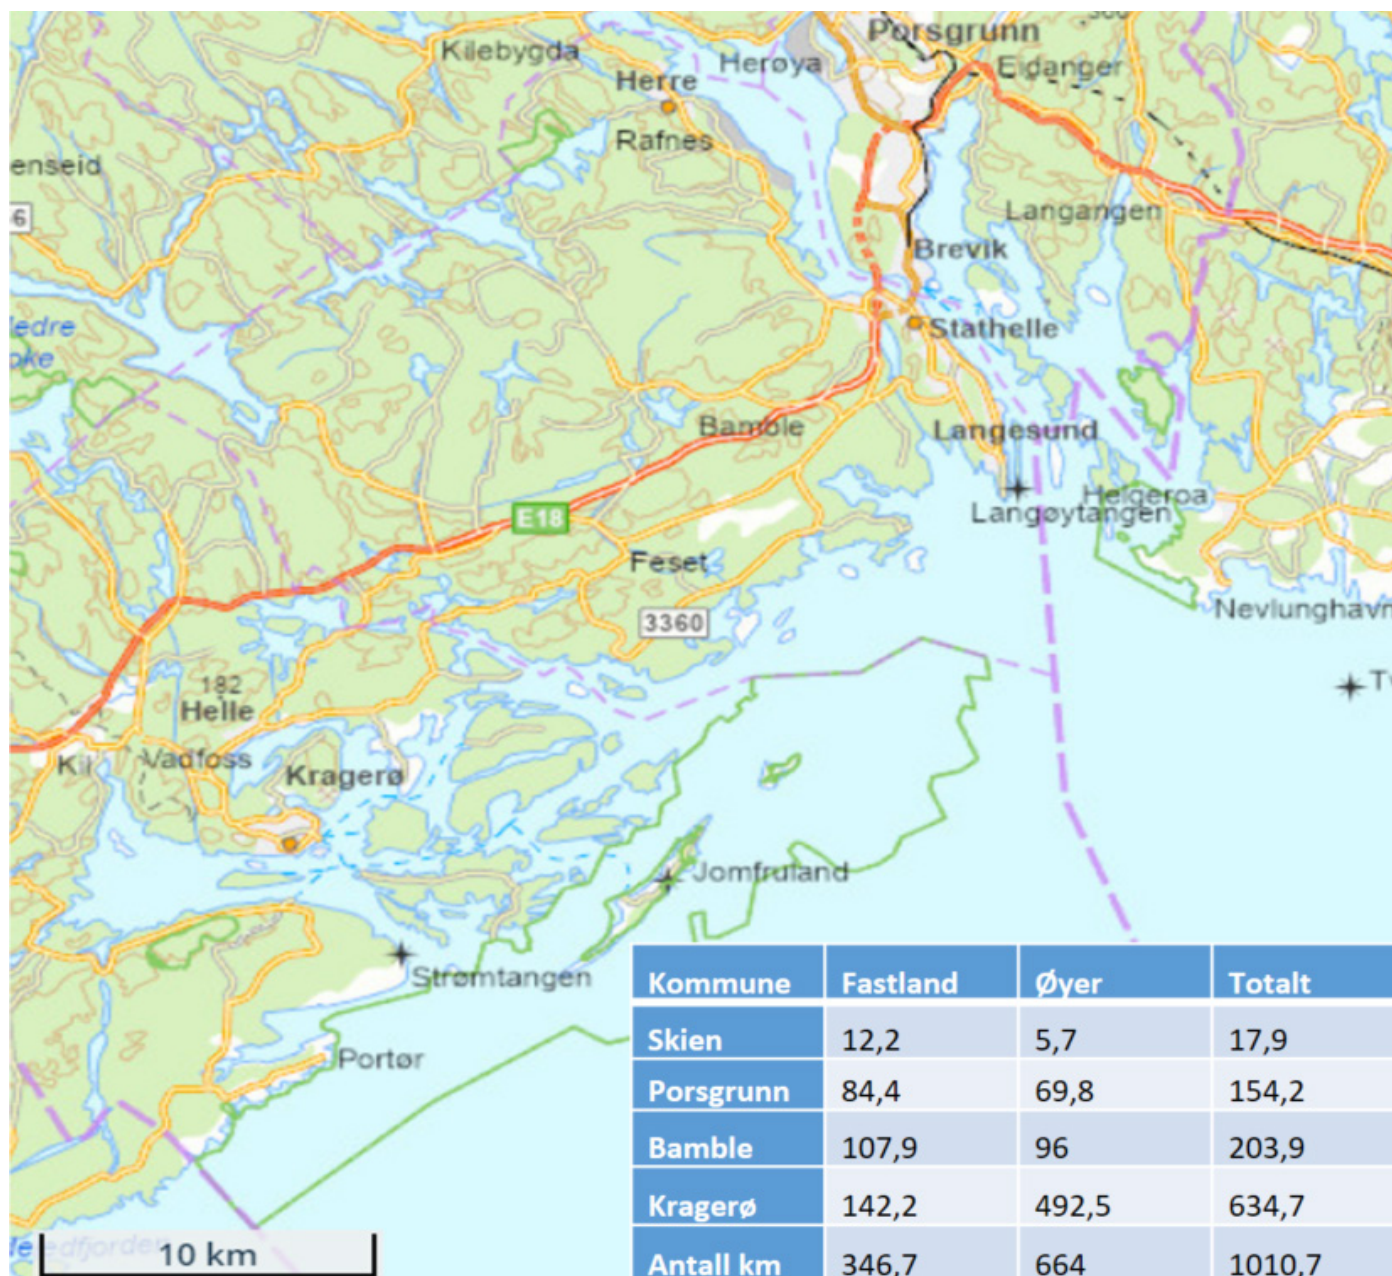 Porsgrunn
Kilebygda
Herøya
Eidanger
Herre
Rafnes
enseid
6
Langangen
Brevik
edre
oke
Stathelle
Bamble
Langesund
Helgeroa
E18
Langøytangen
Feset
3360
Nevlunghavn
182
Helle
Kil
Vadfoss
Kragerø
Jomfruland
Strømtangen
Portør
10 km
Kommune Fastland Øyer Totalt
Skien 12,2 5,7 17,9
Porsgrunn 84,4 69,8 154,2
Bamble 107,9 96 203,9
Kragerø 142,2 492,5 634,7
Antall km 346,7 664 1010,7